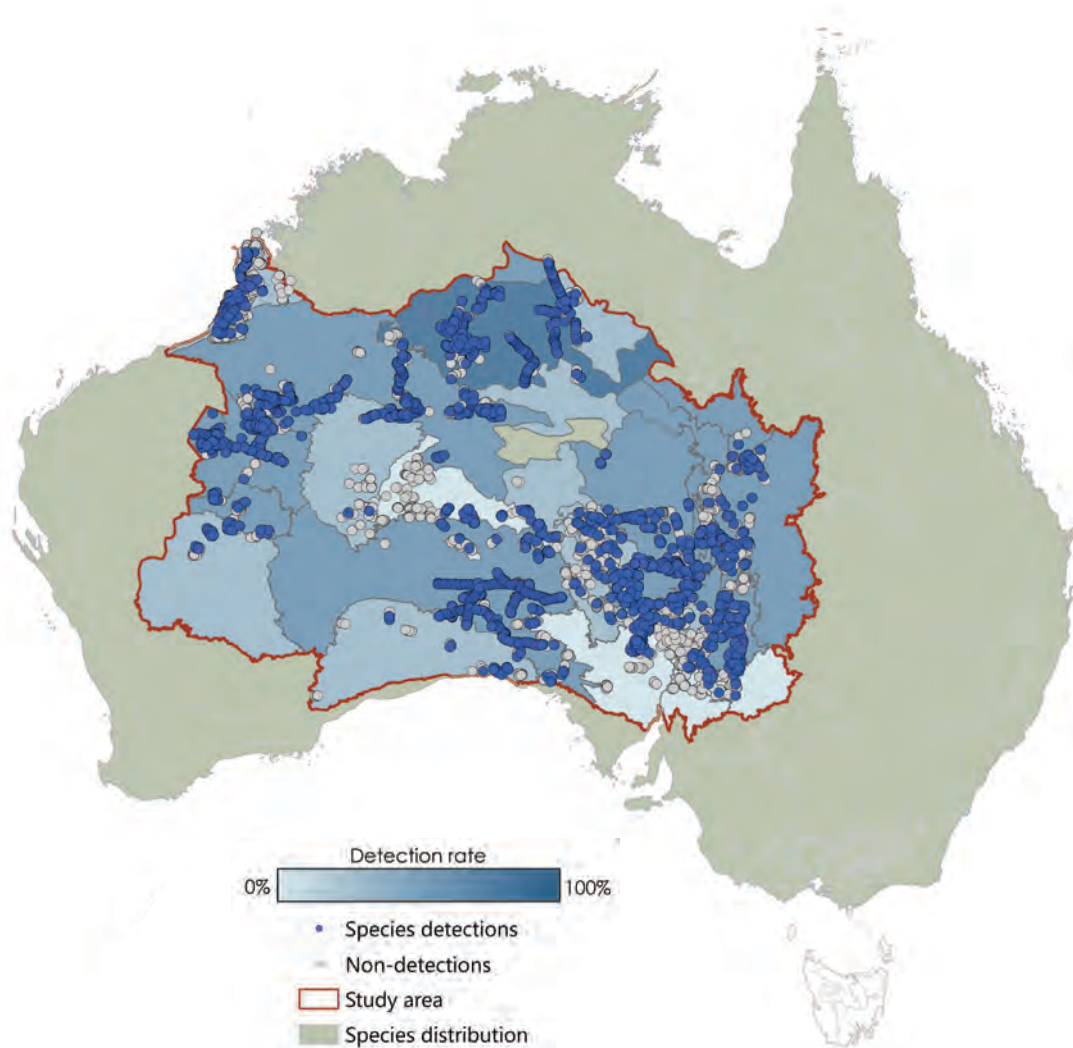 Detection rate
0% 100%
Species detections
Non-detections
Study area
Species distribution